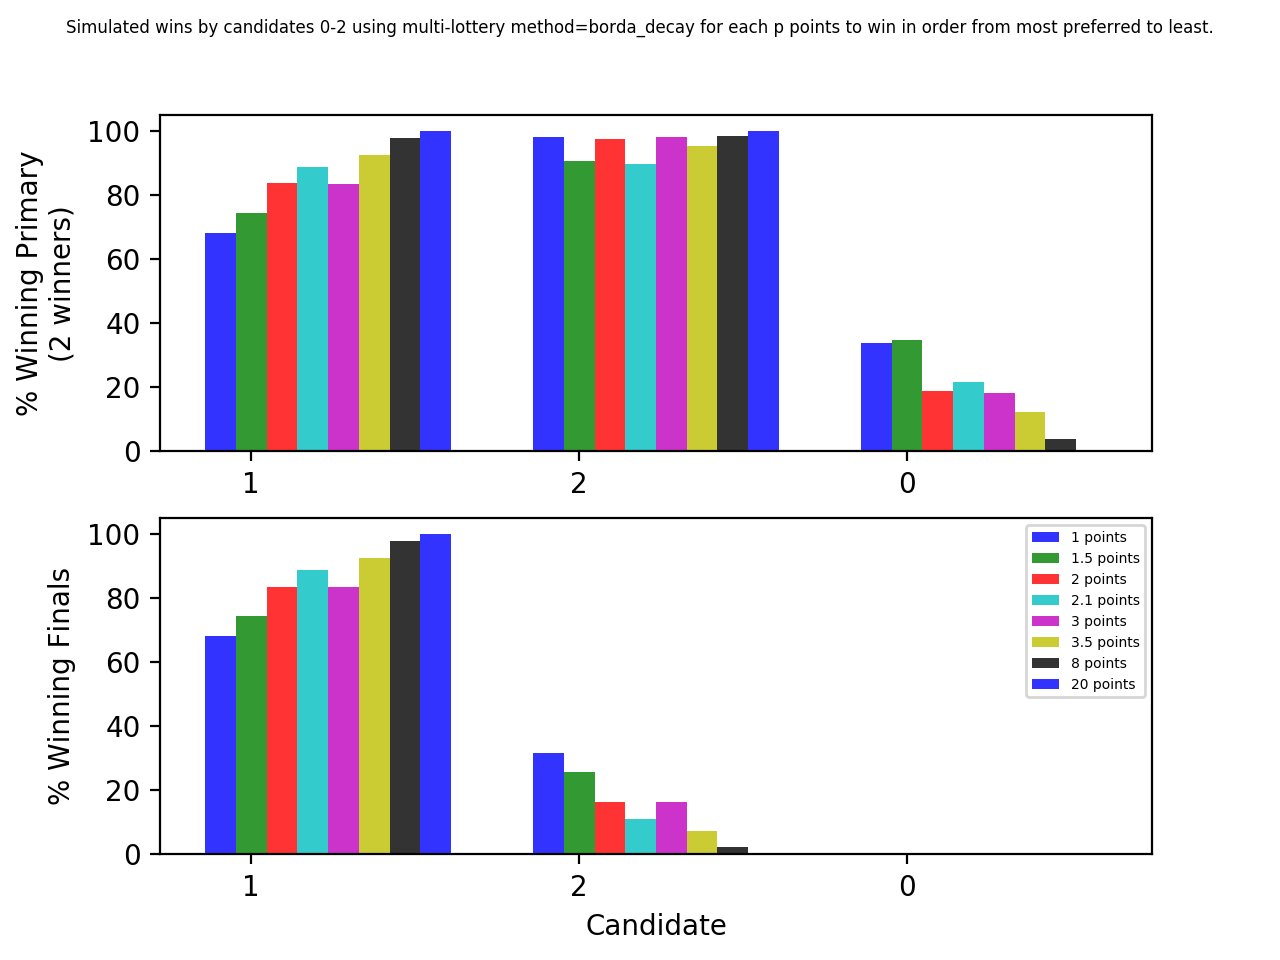 Simulated wins by candidates 0-2 using multi-lottery method=borda_decay for each p points to win in order from most preferred to least.
% Winning Primary
(2 winners)
100
80
60
40
20
0
1
2
0
% Winning Finals
100
80
60
40
20
0
1 points
1.5 points
2 points
2.1 points
3 points
3.5 points
8 points
20 points
1
2
0
Candidate